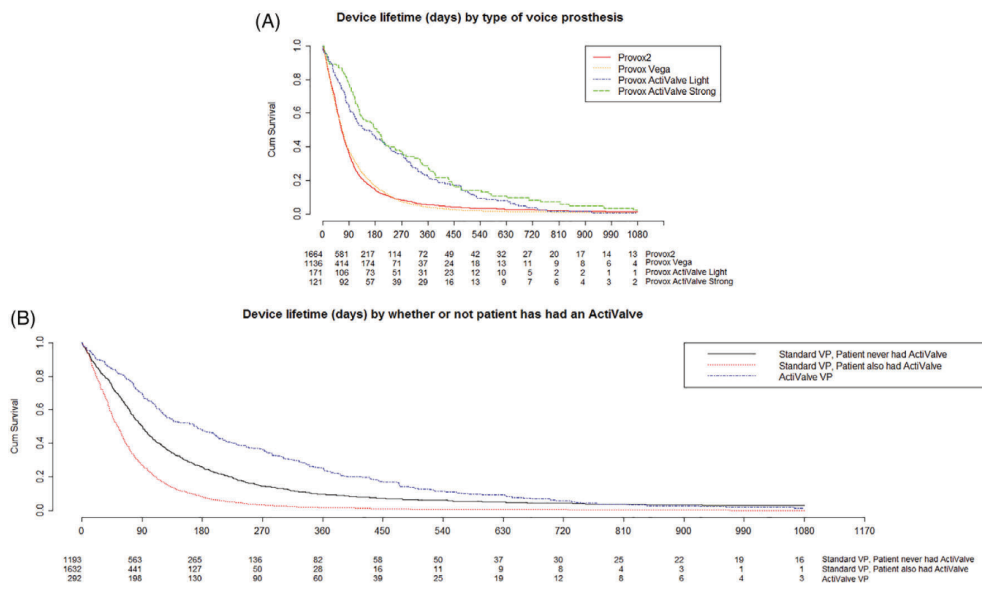 (A)
Device lifetime (days) by type of voice prosthesis
Provox2
Provox Vega
Provox ActiValve Light
Provox ActiValve Strong
Cum Survival
1.0
0.8
0.6
0.4
0.2
0.0
0 90 180 270 360 450 540 630 720 810 900 990 1080
1664 581 217 114 72 49 42 32 27 20 17 14 13 Provox2
1136 414 174 71 37 24 18 13 11 9 8 6 4 Provox Vega
171 106 73 51 31 23 12 10 5 2 2 1 1 Provox ActiValve Light
121 92 57 39 29 16 13 9 7 6 4 3 2 Provox ActiValve Strong
(B)
Device lifetime (days) by whether or not patient has had an ActiValve
Standard VP, Patient never had ActiValve
Standard VP, Patient also had ActiValve
ActiValve VP
Cum Survival
1.0
0.8
0.6
0.4
0.2
0.0
0 90 180 270 360 450 540 630 720 810 900 990 1080 1170
1193 563 265 136 82 58 50 37 30 25 22 19 16 Standard VP, Patient never had ActiValve
1632 441 127 50 28 16 11 9 8 4 3 1 1 Standard VP, Patient also had ActiValve
292 198 130 90 60 39 25 19 12 8 6 4 3 ActiValve VP